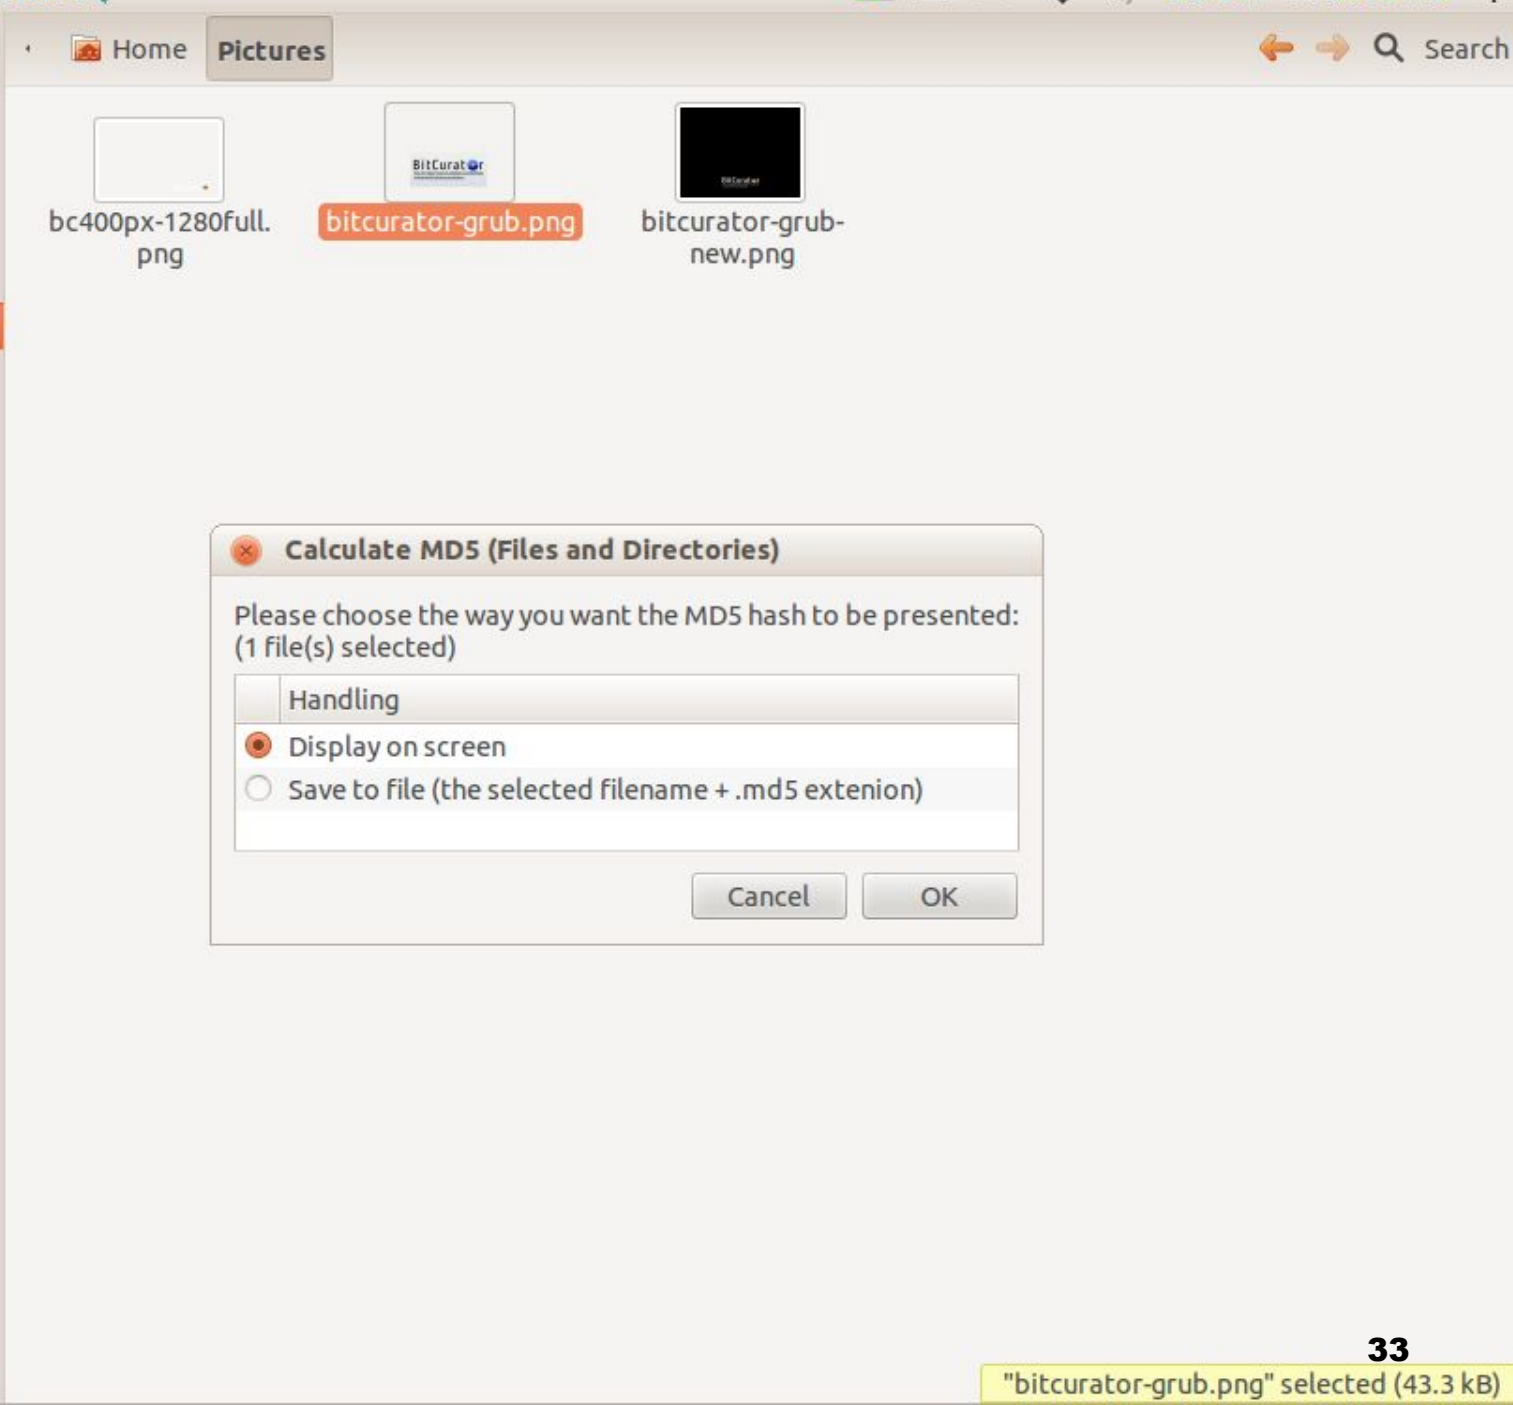 Home Pictures Search
BitCurator
BitCurator
bc400px-1280full.
png
bitcurator-grub.png
bitcurator-grub-
new.png
Calculate MD5 (Files and Directories)
Please choose the way you want the MD5 hash to be presented:
(1 file(s) selected)
Handling
Display on screen
Save to file (the selected filename + .md5 extenion)
Cancel OK
33
"bitcurator-grub.png" selected (43.3 kB)